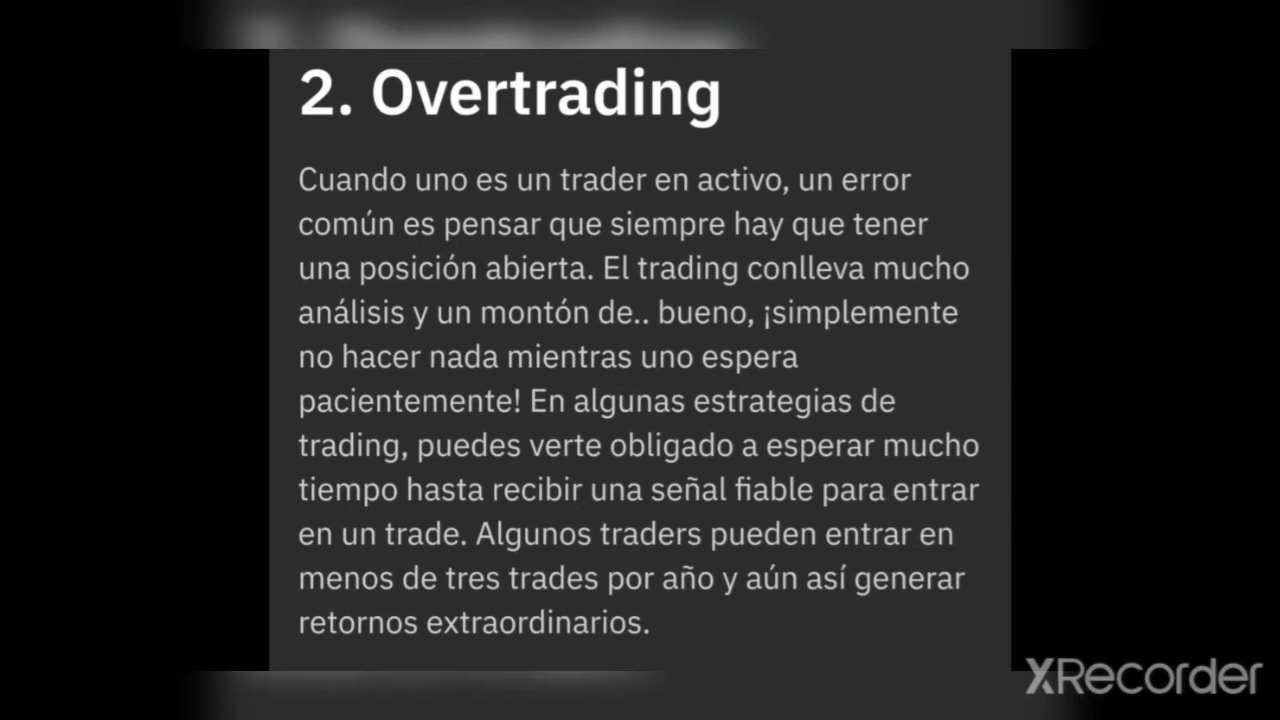 2. Overtrading
Cuando uno es un trader en activo, un error
común es pensar que siempre hay que tener
una posición abierta. El trading conlleva mucho
análisis y un montón de.. bueno, ¡simplemente
no hacer nada mientras uno espera
pacientemente! En algunas estrategias de
trading, puedes verte obligado a esperar mucho
tiempo hasta recibir una señal fiable para entrar
en un trade. Algunos traders pueden entrar en
menos de tres trades por año y aún así generar
retornos extraordinarios.
XRecorder